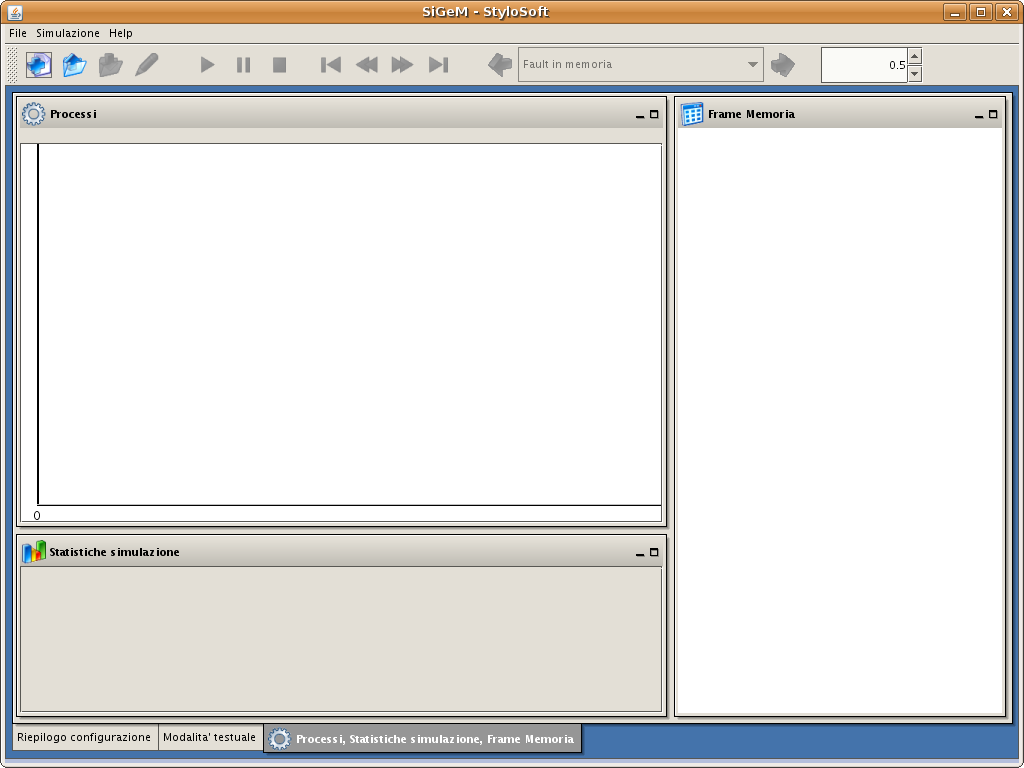 SiGeM - StyloSoft
File Simulazione Help
Fault in memoria
0.5
Processi
Frame Memoria
0
Statistiche simulazione
Riepilogo configurazione
Modalita' testuale
Processi, Statistiche simulazione, Frame Memoria